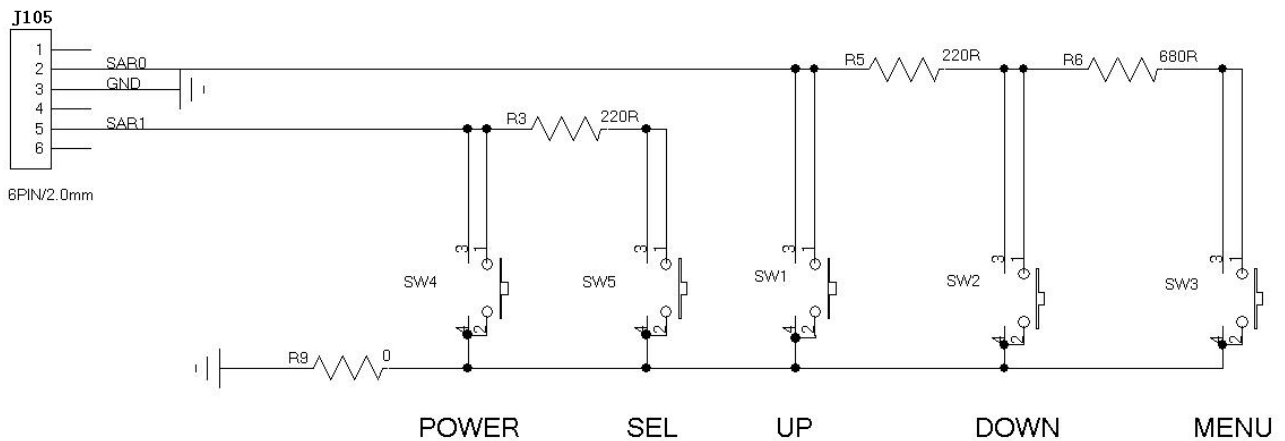 J105
1
2 SAR0
3 GND
4
5 SAR1
6
6PIN/2.0mm
R5 220R R6 680R
R3 220R
3 1 3 1 3 1 3 1 3 1
SW4 SW5 SW1 SW2 SW3
4 2 4 2 4 2 4 2 4 2
R9 0
POWER SEL UP DOWN MENU